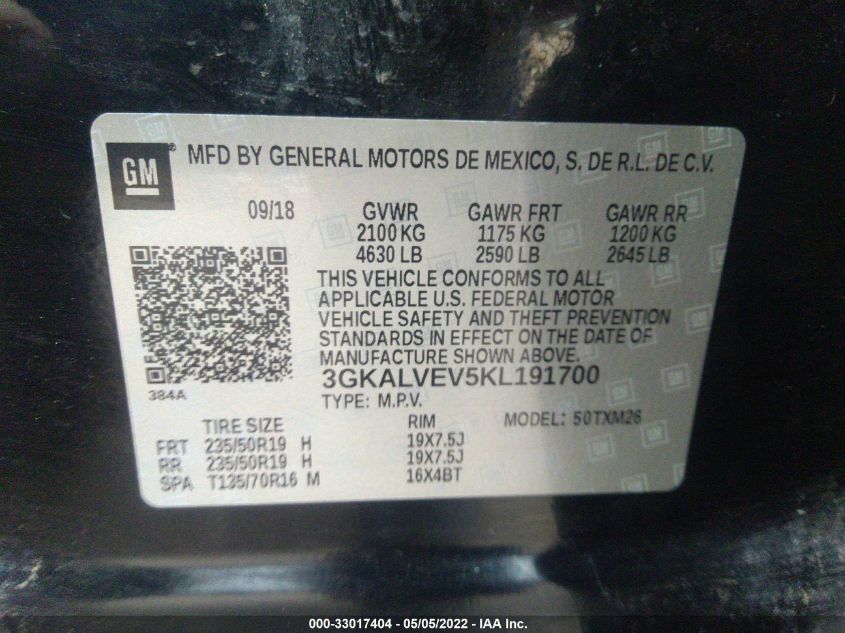 GM® MFD BY GENERAL MOTORS DE MEXICO, S. DE R.L. DE C.V.
09/18 GVWR GAWR FRT GAWR RR
2100 KG 1175 KG 1200 KG
4630 LB 2590 LB 2645 LB
THIS VEHICLE CONFORMS TO ALL
APPLICABLE U.S. FEDERAL MOTOR
VEHICLE SAFETY AND THEFT PREVENTION
STANDARDS IN EFFECT ON THE DATE OF
MANUFACTURE SHOWN ABOVE.
3GKALVEV5KL191700
384A
TYPE: M.P.V.
TIRE SIZE RIM MODEL: 50TXM26
FRT 235/50R19 H 19X7.5J
RR 235/50R19 H 19X7.5J
SPA T135/70R16 M 16X4BT
000-33017404 - 05/05/2022 - IAA Inc.